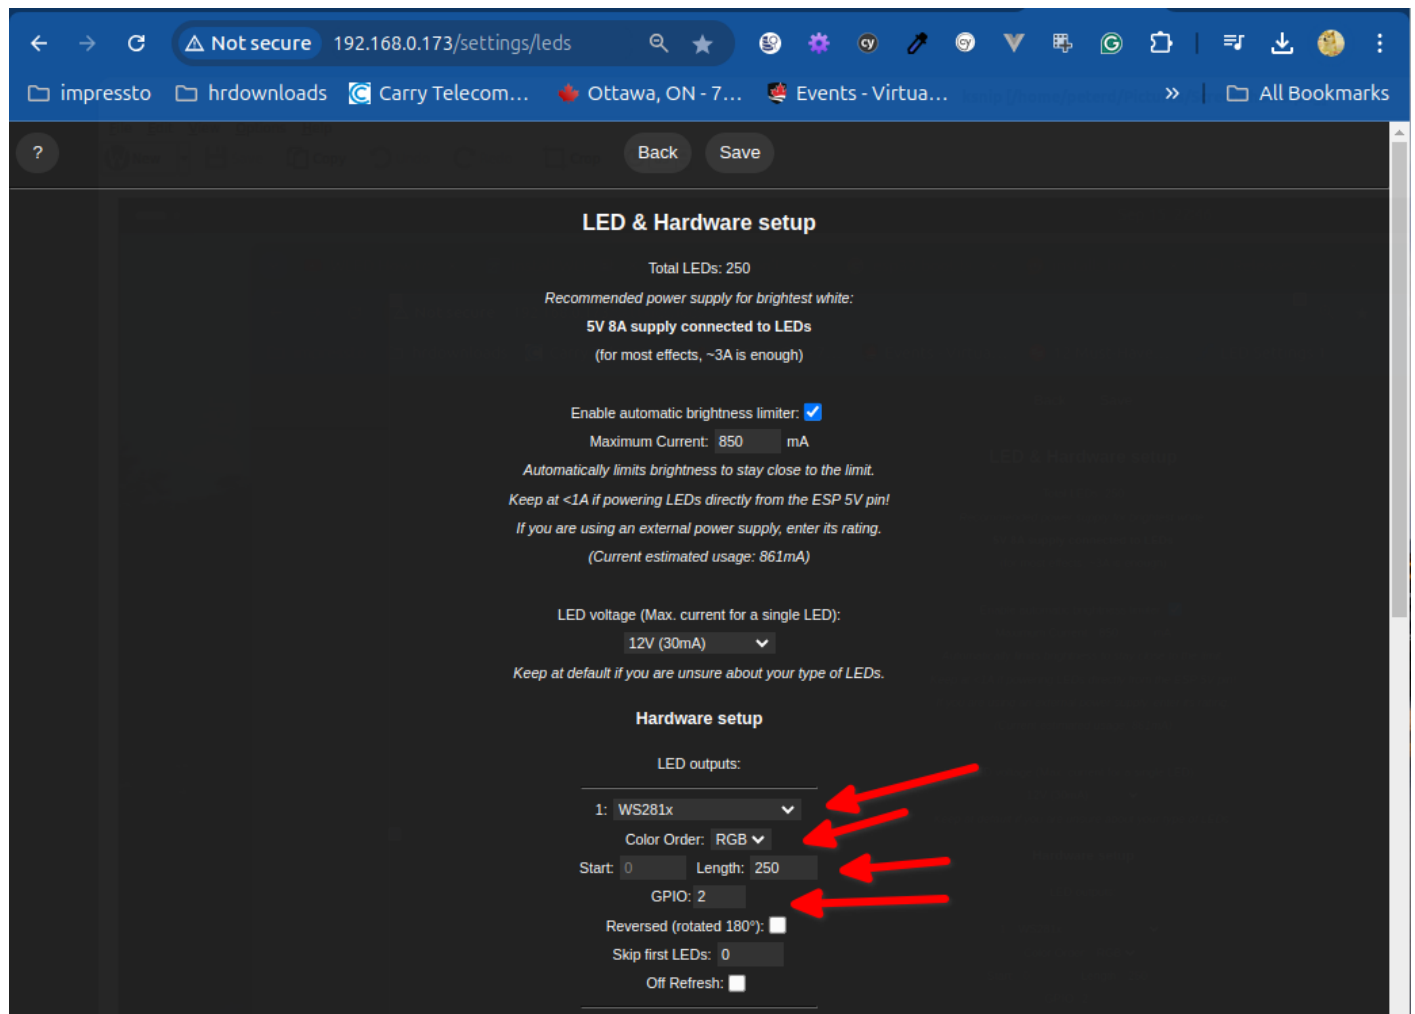 Not secure 192.168.0.173/settings/leds
impressto hrdownloads Carry Telecom... Ottawa, ON - 7... Events - Virtua... » All Bookmarks
? Back Save
LED & Hardware setup
Total LEDs: 250
Recommended power supply for brightest white:
5V 8A supply connected to LEDs
(for most effects, ~3A is enough)
Enable automatic brightness limiter:
Maximum Current: 850 mA
Automatically limits brightness to stay close to the limit.
Keep at <1A if powering LEDs directly from the ESP 5V pin!
If you are using an external power supply, enter its rating.
(Current estimated usage: 861mA)
LED voltage (Max. current for a single LED):
12V (30mA)
Keep at default if you are unsure about your type of LEDs.
Hardware setup
LED outputs:
1: WS281x
Color Order: RGB
Start: 0 Length: 250
GPIO: 2
Reversed (rotated 180°):
Skip first LEDs: 0
Off Refresh: